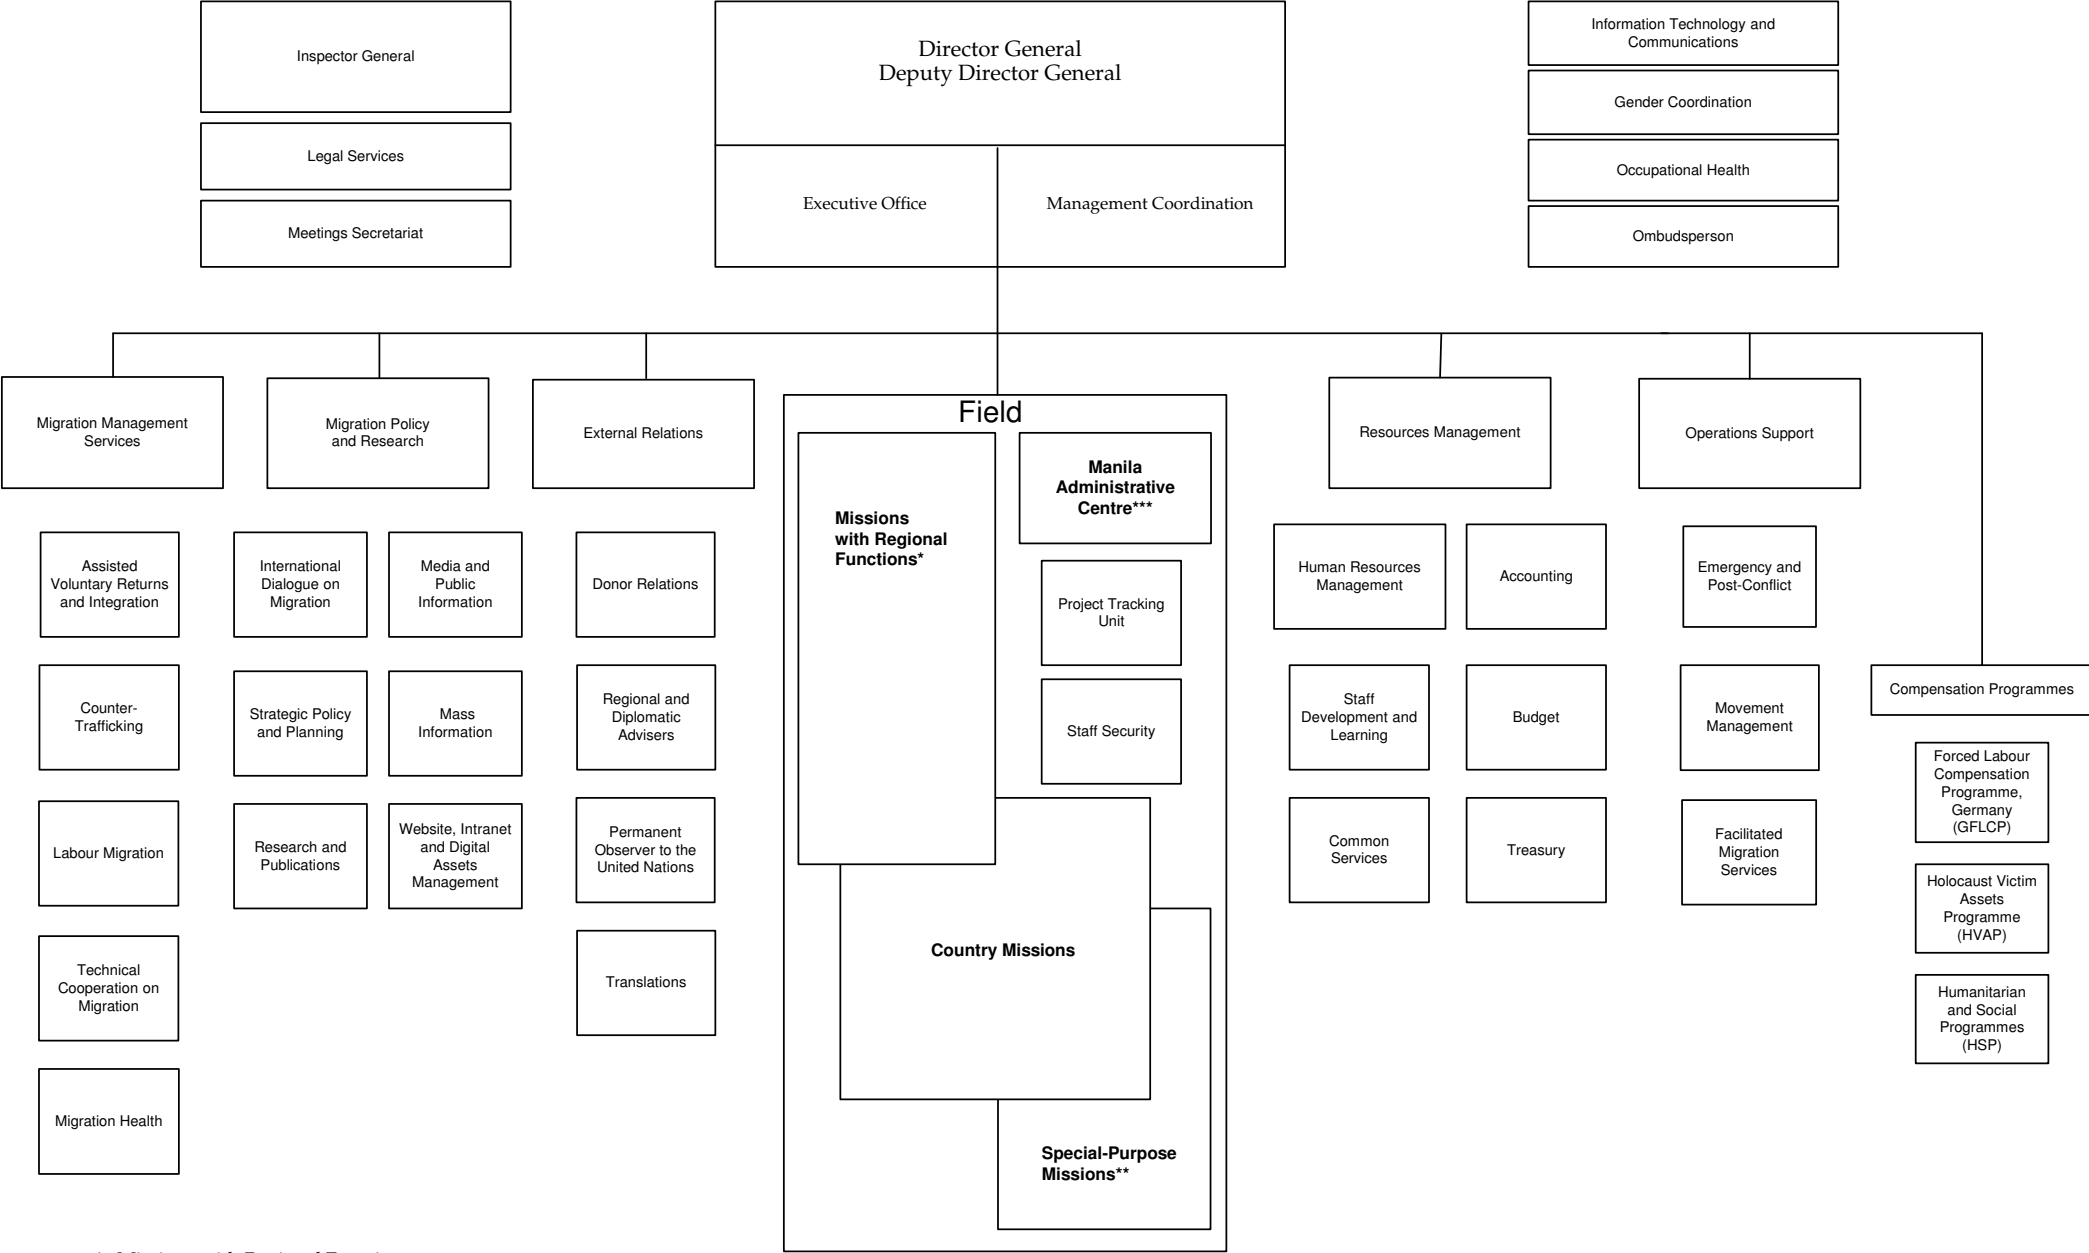 Inspector General
Legal Services
Meetings Secretariat
Director General
Deputy Director General
Executive Office
Management Coordination
Information Technology and
Communications
Gender Coordination
Occupational Health
Ombudsperson
Migration Management
Services
Assisted
Voluntary Returns
and Integration
Counter-
Trafficking
Labour Migration
Technical
Cooperation on
Migration
Migration Health
Migration Policy
and Research
International
Dialogue on
Migration
Strategic Policy
and Planning
Research and
Publications
Media and
Public
Information
Mass
Information
Website, Intranet
and Digital
Assets
Management
External Relations
Donor Relations
Regional and
Diplomatic
Advisers
Permanent
Observer to the
United Nations
Translations
Field
Missions
with Regional
Functions*
Manila
Administrative
Centre***
Project Tracking
Unit
Staff Security
Country Missions
Special-Purpose
Missions**
Resources Management
Human Resources
Management
Staff
Development and
Learning
Common
Services
Accounting
Budget
Treasury
Operations Support
Emergency and
Post-Conflict
Movement
Management
Facilitated
Migration
Services
Compensation Programmes
Forced Labour
Compensation
Programme,
Germany
(GFLCP)
Holocaust Victim
Assets
Programme
(HVAP)
Humanitarian
and Social
Programmes
(HSP)